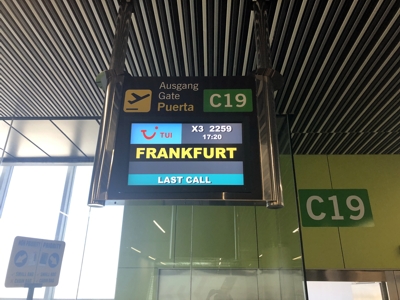 Ausgang
Gate
Puerta
C19
TUI
X3 2259
17:20
FRANKFURT
LAST CALL
C19